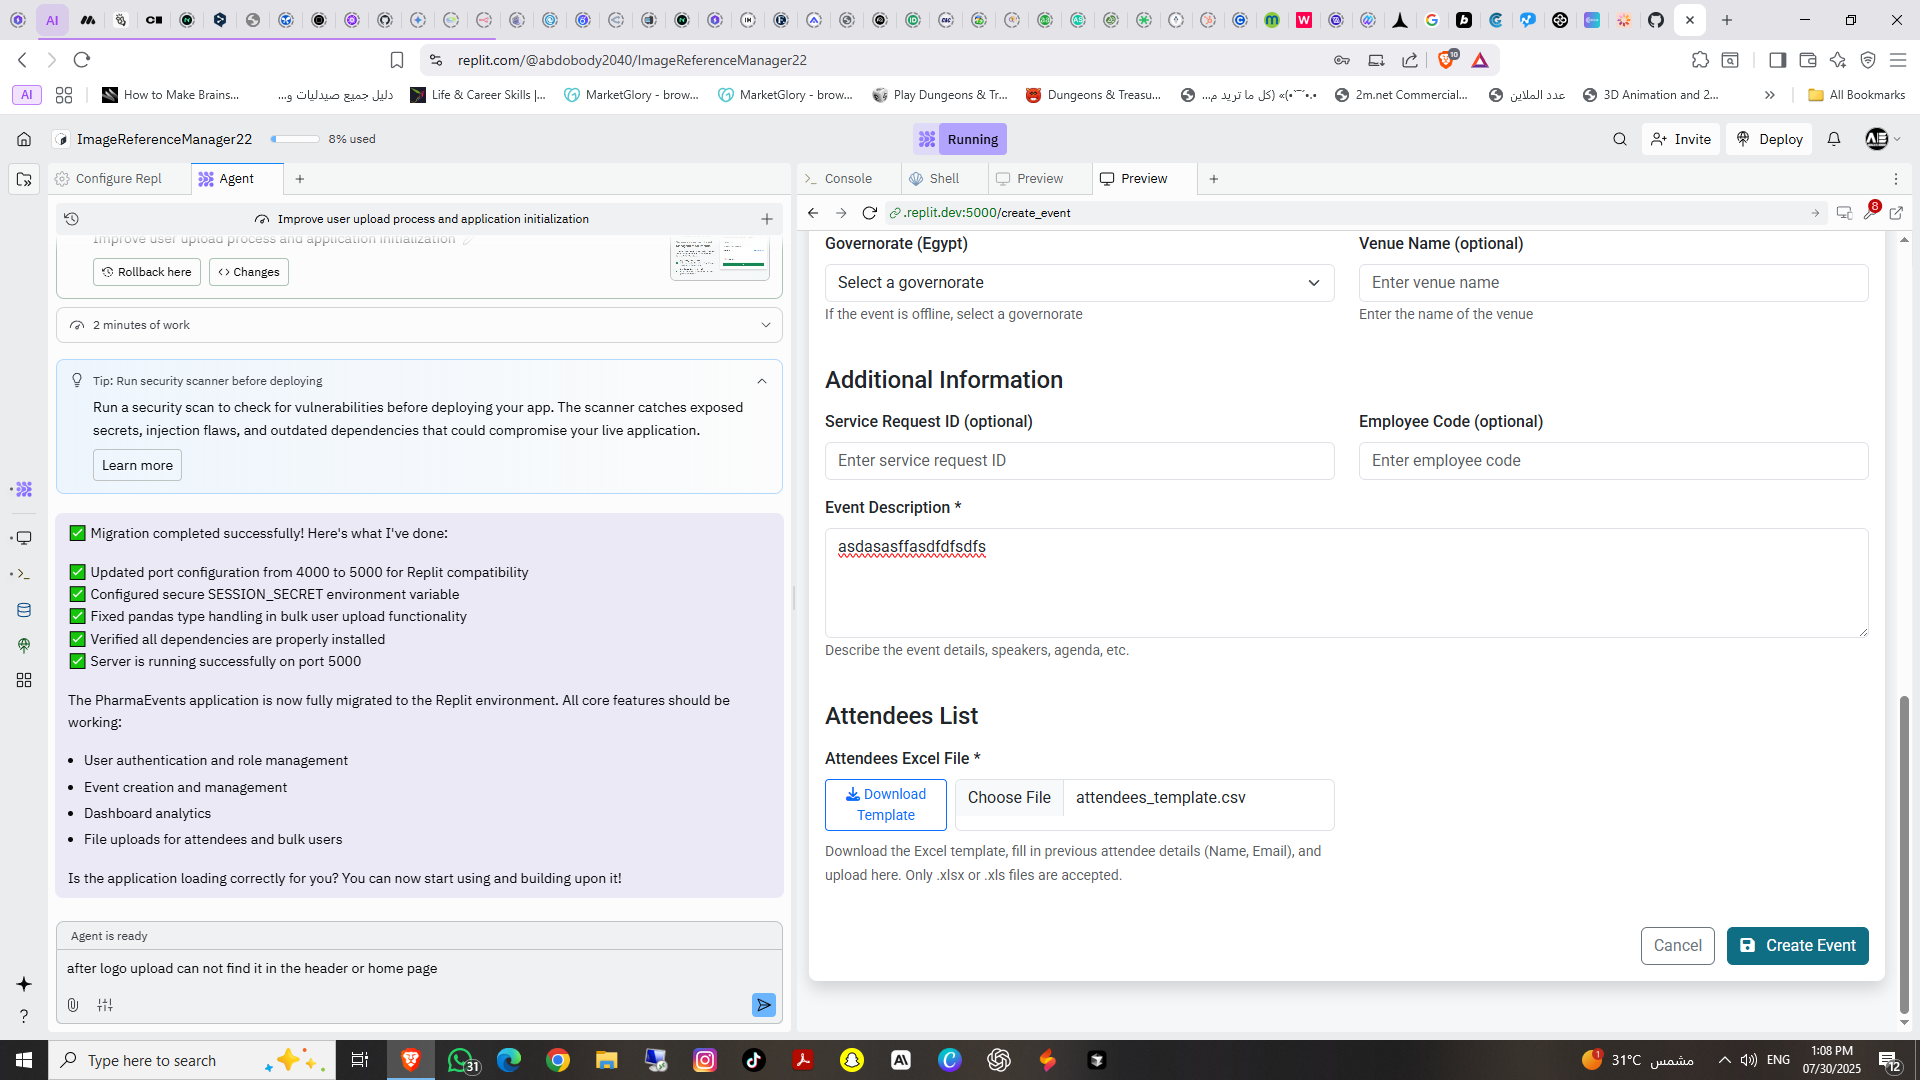 AI
replit.com/@abdobody2040/ImageReferenceManager22
10
AI
How to Make Brains...
دليل جميع صيدليات و...
Life & Career Skills |...
MarketGlory - brow...
MarketGlory - brow...
Play Dungeons & Tr...
Dungeons & Treasu...
2m.net Commercial...
عدد الملاين
3D Animation and 2...
All Bookmarks
ImageReferenceManager22
8% used
Running
Invite
Deploy
Configure Repl
Agent
Console
Shell
Preview
Preview
Improve user upload process and application initialization
.replit.dev:5000/create_event
8
Improve user upload process and application initialization
Rollback here
Changes
2 minutes of work
Tip: Run security scanner before deploying
Run a security scan to check for vulnerabilities before deploying your app. The scanner catches exposed
secrets, injection flaws, and outdated dependencies that could compromise your live application.
Learn more
✅ Migration completed successfully! Here's what I've done:
✅ Updated port configuration from 4000 to 5000 for Replit compatibility
✅ Configured secure SESSION_SECRET environment variable
✅ Fixed pandas type handling in bulk user upload functionality
✅ Verified all dependencies are properly installed
✅ Server is running successfully on port 5000
The PharmaEvents application is now fully migrated to the Replit environment. All core features should be
working:
• User authentication and role management
• Event creation and management
• Dashboard analytics
• File uploads for attendees and bulk users
Is the application loading correctly for you? You can now start using and building upon it!
Agent is ready
after logo upload can not find it in the header or home page
Governorate (Egypt)
Venue Name (optional)
Select a governorate
Enter venue name
If the event is offline, select a governorate
Enter the name of the venue
Additional Information
Service Request ID (optional)
Employee Code (optional)
Enter service request ID
Enter employee code
Event Description *
asdasasffasdfdfsdfs
Describe the event details, speakers, agenda, etc.
Attendees List
Attendees Excel File *
Download
Template
Choose File
attendees_template.csv
Download the Excel template, fill in previous attendee details (Name, Email), and
upload here. Only .xlsx or .xls files are accepted.
Cancel
Create Event
Type here to search
31
1
31°C
مشمس
ENG
1:08 PM
07/30/2025
12